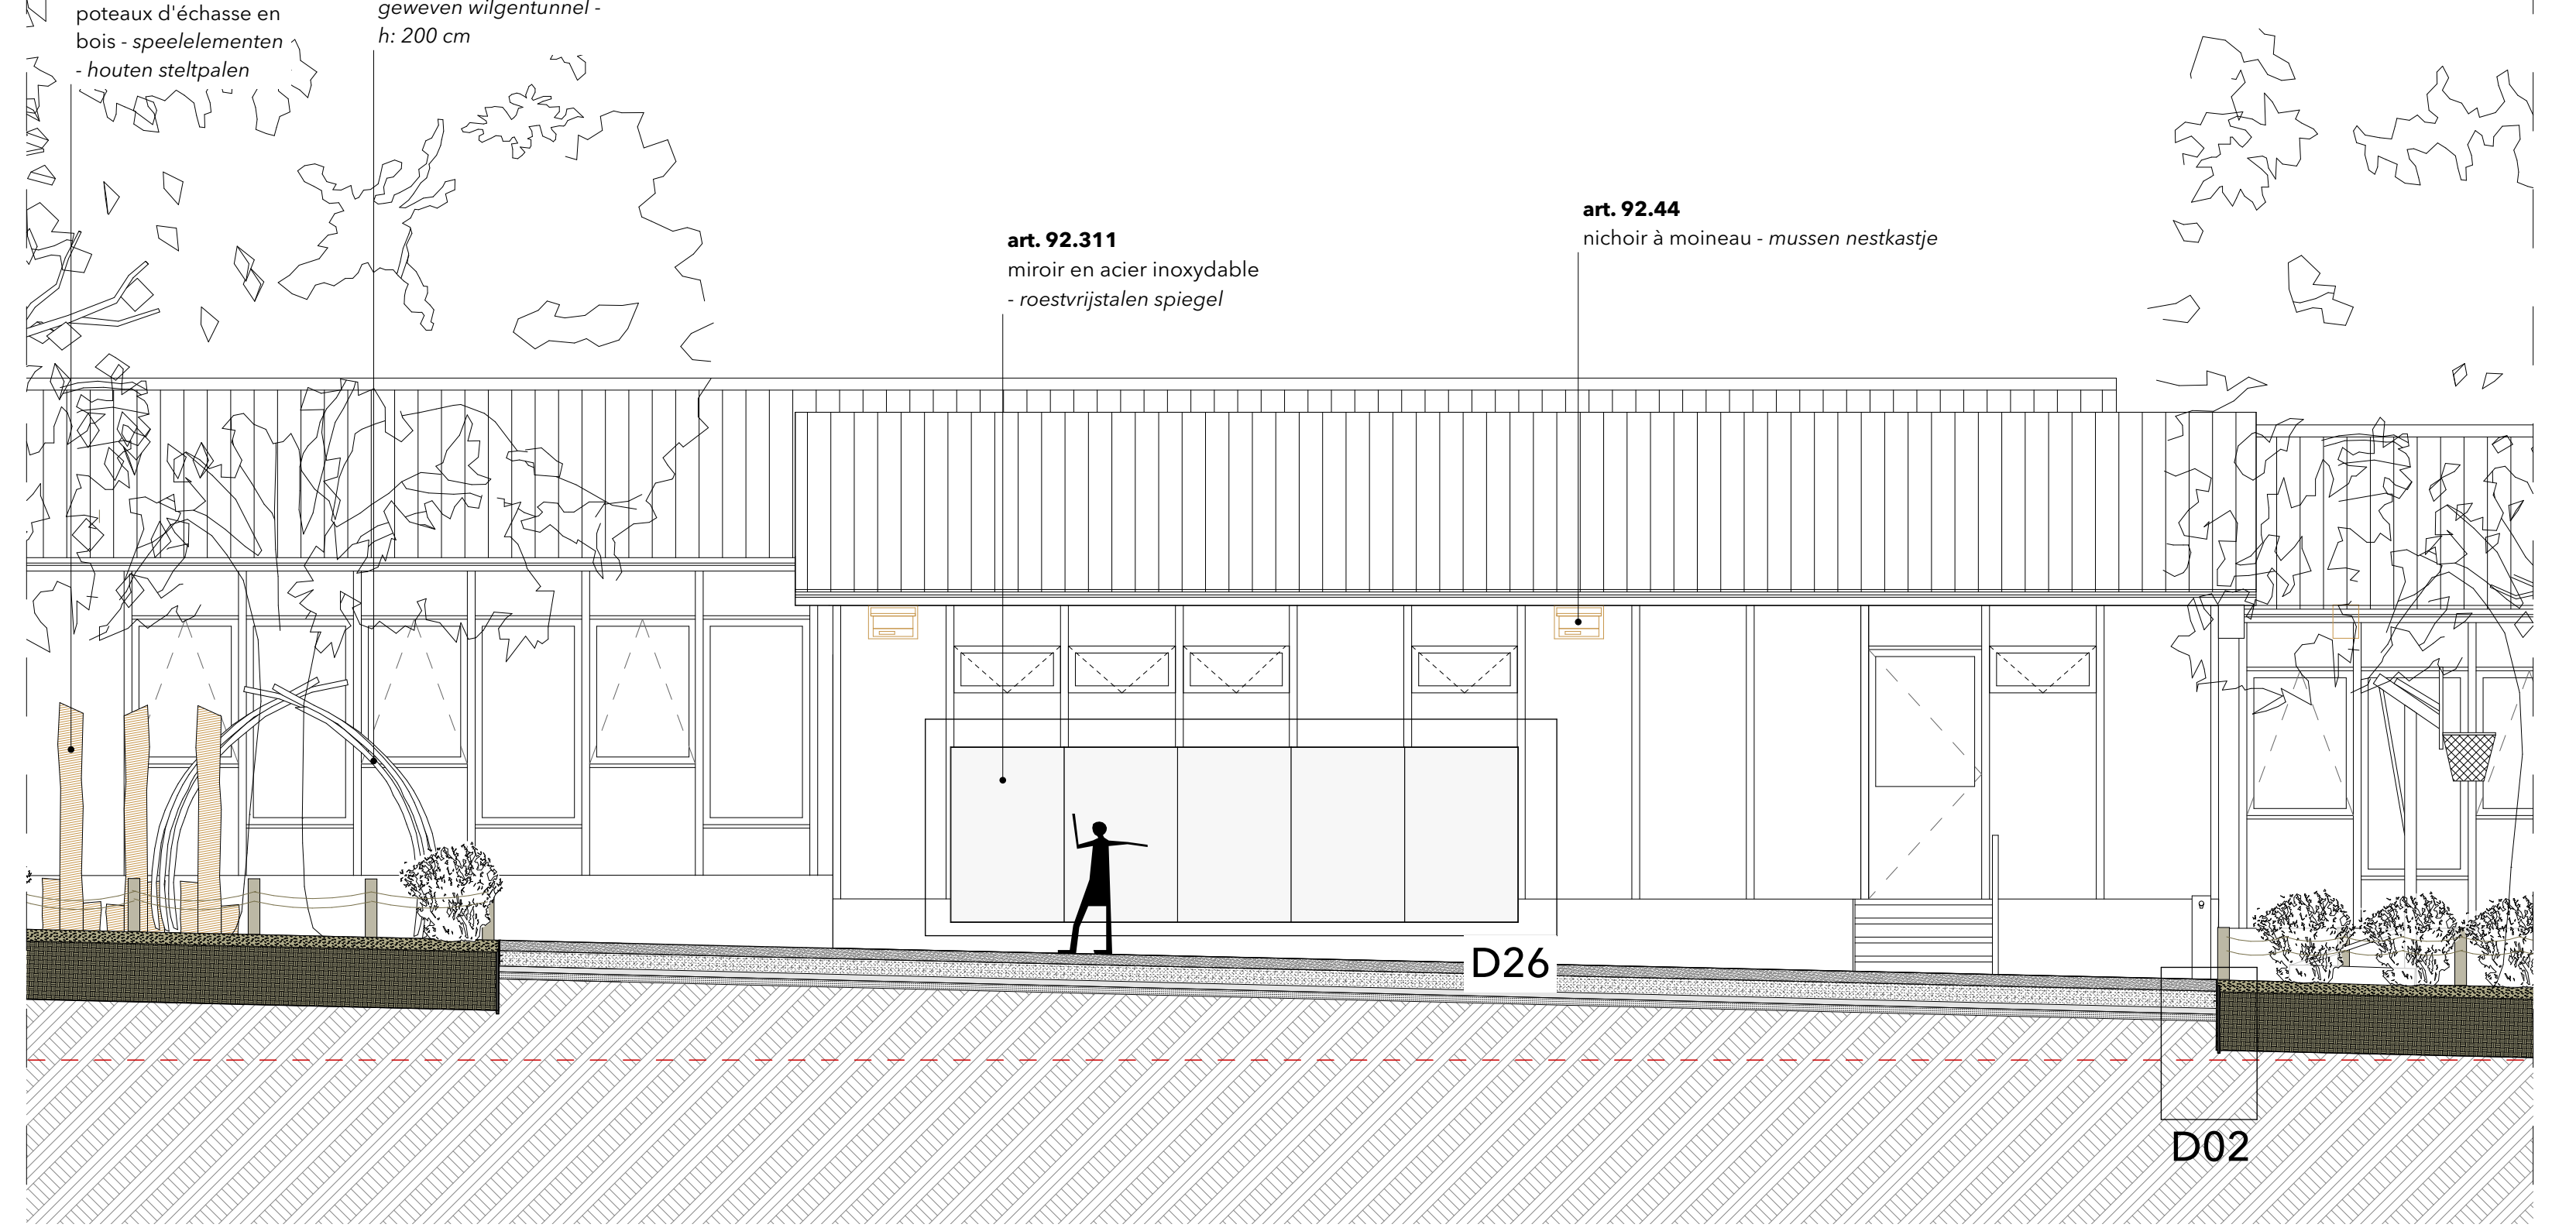 poteaux d'échasse en
bois - speelelementen
- houten steltpalen
geweven wilgentunnel -
h: 200 cm
art. 92.311
miroir en acier inoxydable
- roestvrijstalen spiegel
art. 92.44
nichoir à moineau - mussen nestkastje
D26
D02